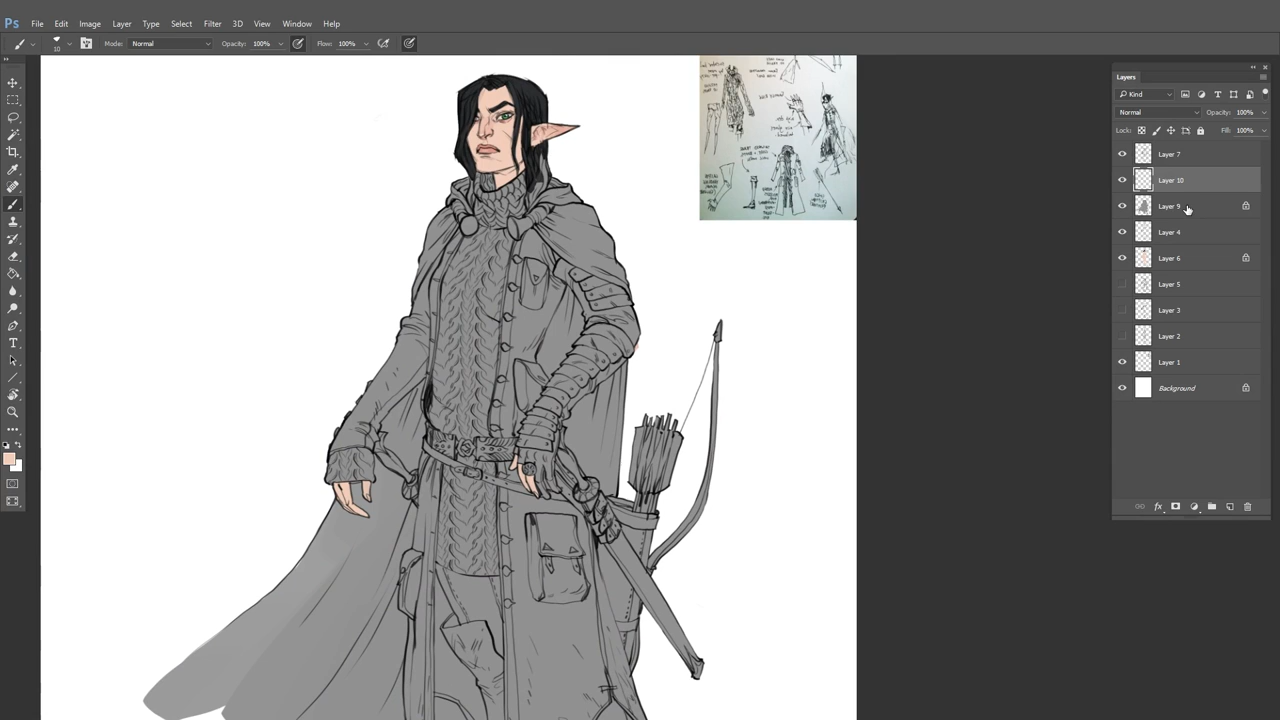 Ps File Edit Image Layer Type Select Filter 3D View Window Help
10 Mode: Normal Opacity: 100% Flow: 100%
Layers
Kind
Normal Opacity: 100%
Lock: Fill: 100%
Layer 7
Layer 10
Layer 9
Layer 4
Layer 6
Layer 5
Layer 3
Layer 2
Layer 1
Background
fx